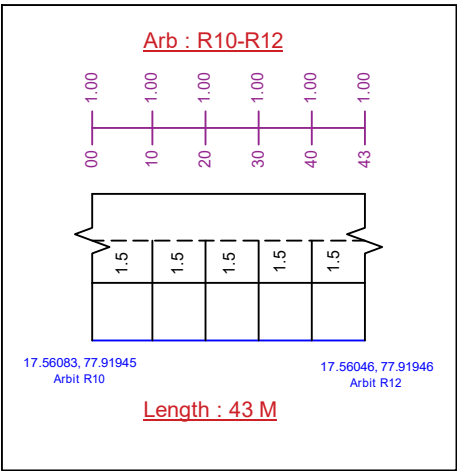 Arb : R10-R12
1.00 1.00 1.00 1.00 1.00 1.00
00 10 20 30 40 43
1.5 1.5 1.5 1.5 1.5
17.56083, 77.91945
Arbit R10
17.56046, 77.91946
Arbit R12
Length : 43 M